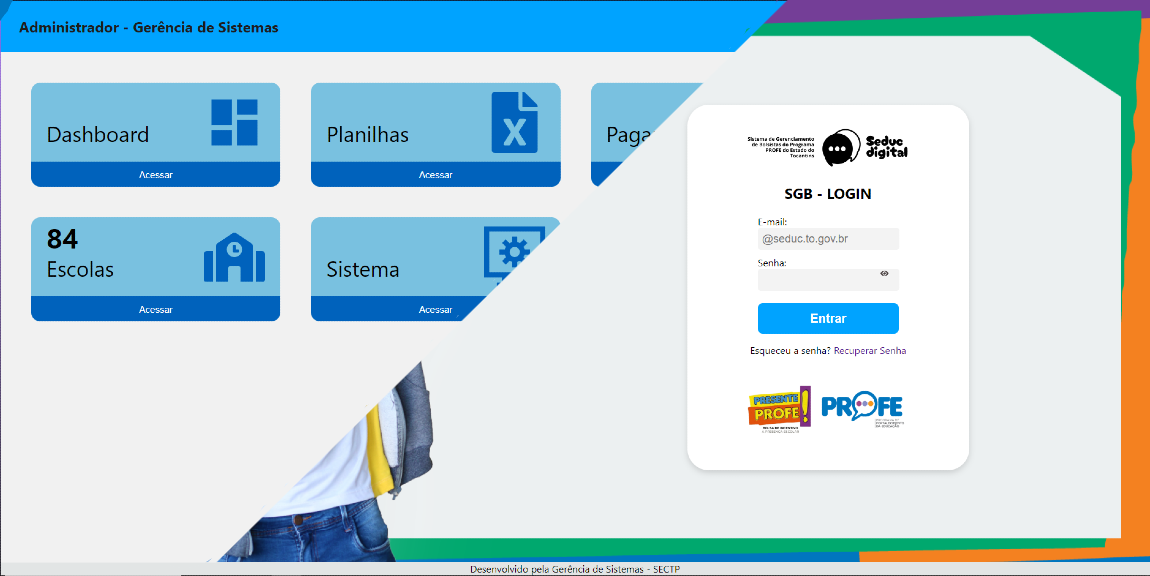 Administrador - Gerência de Sistemas
Dashboard
Acessar
Planilhas
Acessar
Paga
84
Escolas
Acessar
Sistema
Acessar
Sistema de Gerenciamento
de Bolsistas do Programa
PROFE do Estado do
Tocantins
Seduc
digital
SGB - LOGIN
E-mail:
@seduc.to.gov.br
Senha:
Entrar
Esqueceu a senha? Recuperar Senha
PRESENTE
PROFE!
PROFE
Desenvolvido pela Gerência de Sistemas - SECTP